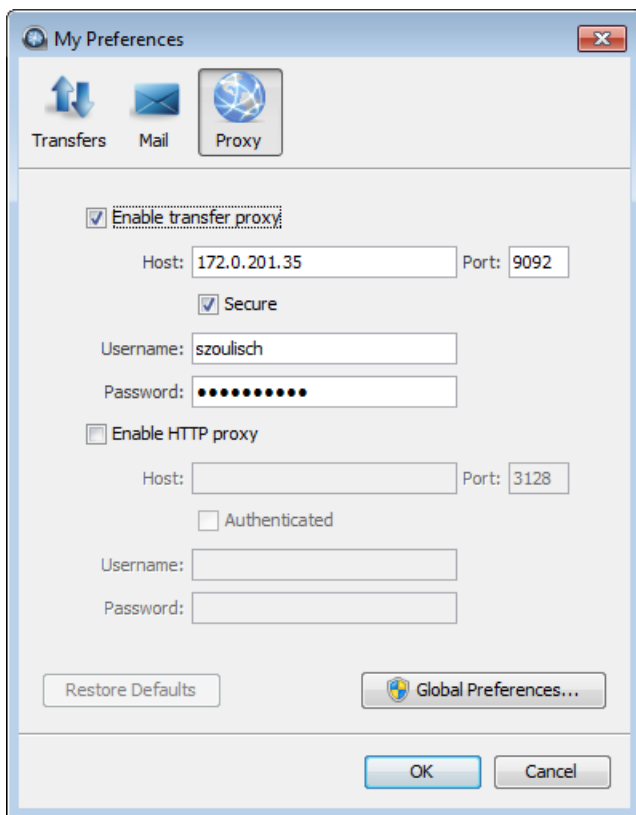 My Preferences
Transfers Mail Proxy
Enable transfer proxy
Host: 172.0.201.35 Port: 9092
Secure
Username: szoulisch
Password: ●●●●●●●●●●
Enable HTTP proxy
Host: Port: 3128
Authenticated
Username:
Password:
Restore Defaults Global Preferences...
OK Cancel